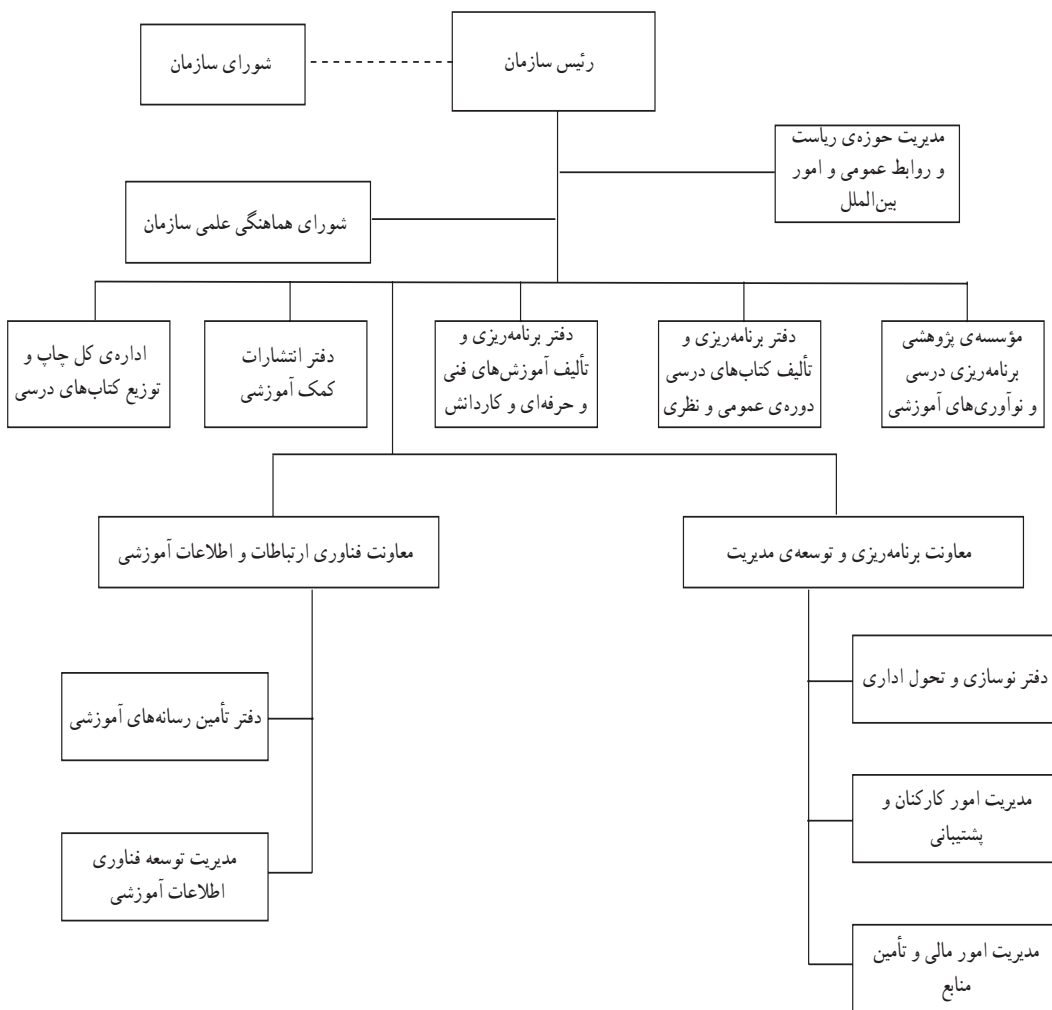 رئیس سازمان
شورای سازمان
مدیریت حوزه‌ی ریاست
و روابط عمومی و امور
بین‌الملل
شورای هماهنگی علمی سازمان
مؤسسه‌ی پژوهشی
برنامه‌ریزی درسی
و نوآوری‌های آموزشی
دفتر برنامه‌ریزی و
تألیف کتاب‌های درسی
دوره‌ی عمومی و نظری
دفتر برنامه‌ریزی و
تألیف آموزش‌های فنی
و حرفه‌ای و کاردانش
دفتر انتشارات
کمک آموزشی
اداره‌ی کل چاپ و
توزیع کتاب‌های درسی
معاونت برنامه‌ریزی و توسعه‌ی مدیریت
معاونت فناوری ارتباطات و اطلاعات آموزشی
دفتر نوسازی و تحول اداری
مدیریت امور کارکنان و
پشتیبانی
مدیریت امور مالی و تأمین
منابع
دفتر تأمین رسانه‌های آموزشی
مدیریت توسعه فناوری
اطلاعات آموزشی